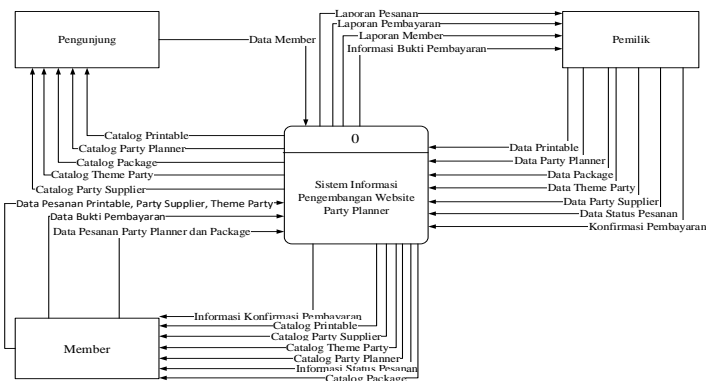 Pengunjung
Data Member
Laporan Pesanan
Laporan Pembayaran
Laporan Member
Informasi Bukti Pembayaran
Pemilik
Catalog Printable
Catalog Party Planner
Catalog Package
Catalog Theme Party
Catalog Party Supplier
Data Pesanan Printable, Party Supplier, Theme Party
Data Bukti Pembayaran
Data Pesanan Party Planner dan Package
0
Sistem Informasi
Pengembangan Website
Party Planner
Data Printable
Data Party Planner
Data Package
Data Theme Party
Data Party Supplier
Data Status Pesanan
Konfirmasi Pembayaran
Member
Informasi Konfirmasi Pembayaran
Catalog Printable
Catalog Party Supplier
Catalog Theme Party
Catalog Party Planner
Informasi Status Pesanan
Catalog Package